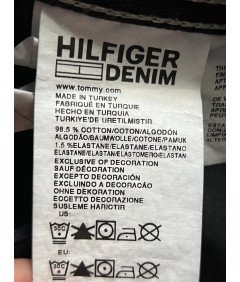 HILFIGER
DENIM
www.tommy.com
MADE IN TURKEY
FABRIQUÉ EN TURQUIE
HECHO EN TURQUIA
TURKIYE'DE URETILMISTIR
98.5 % COTTON/COTON/ALGODÓN
ALGODÃO/BAUMWOLLE/COTONE/PAMUK
1.5 % ELASTANE/ELASTHANNE/ELASTANO
ELASTANO/ELASTHAN/ELASTOMERO/ELASTAN
EXCLUSIVE OF DECORATION
SAUF DÉCORATION
EXCEPTO DECORACIÓN
EXCLUINDO A DECORAÇÃO
OHNE DEKORATION
ECCETTO DECORAZIONE
SUSLEME HARICTIR
US:
EU: